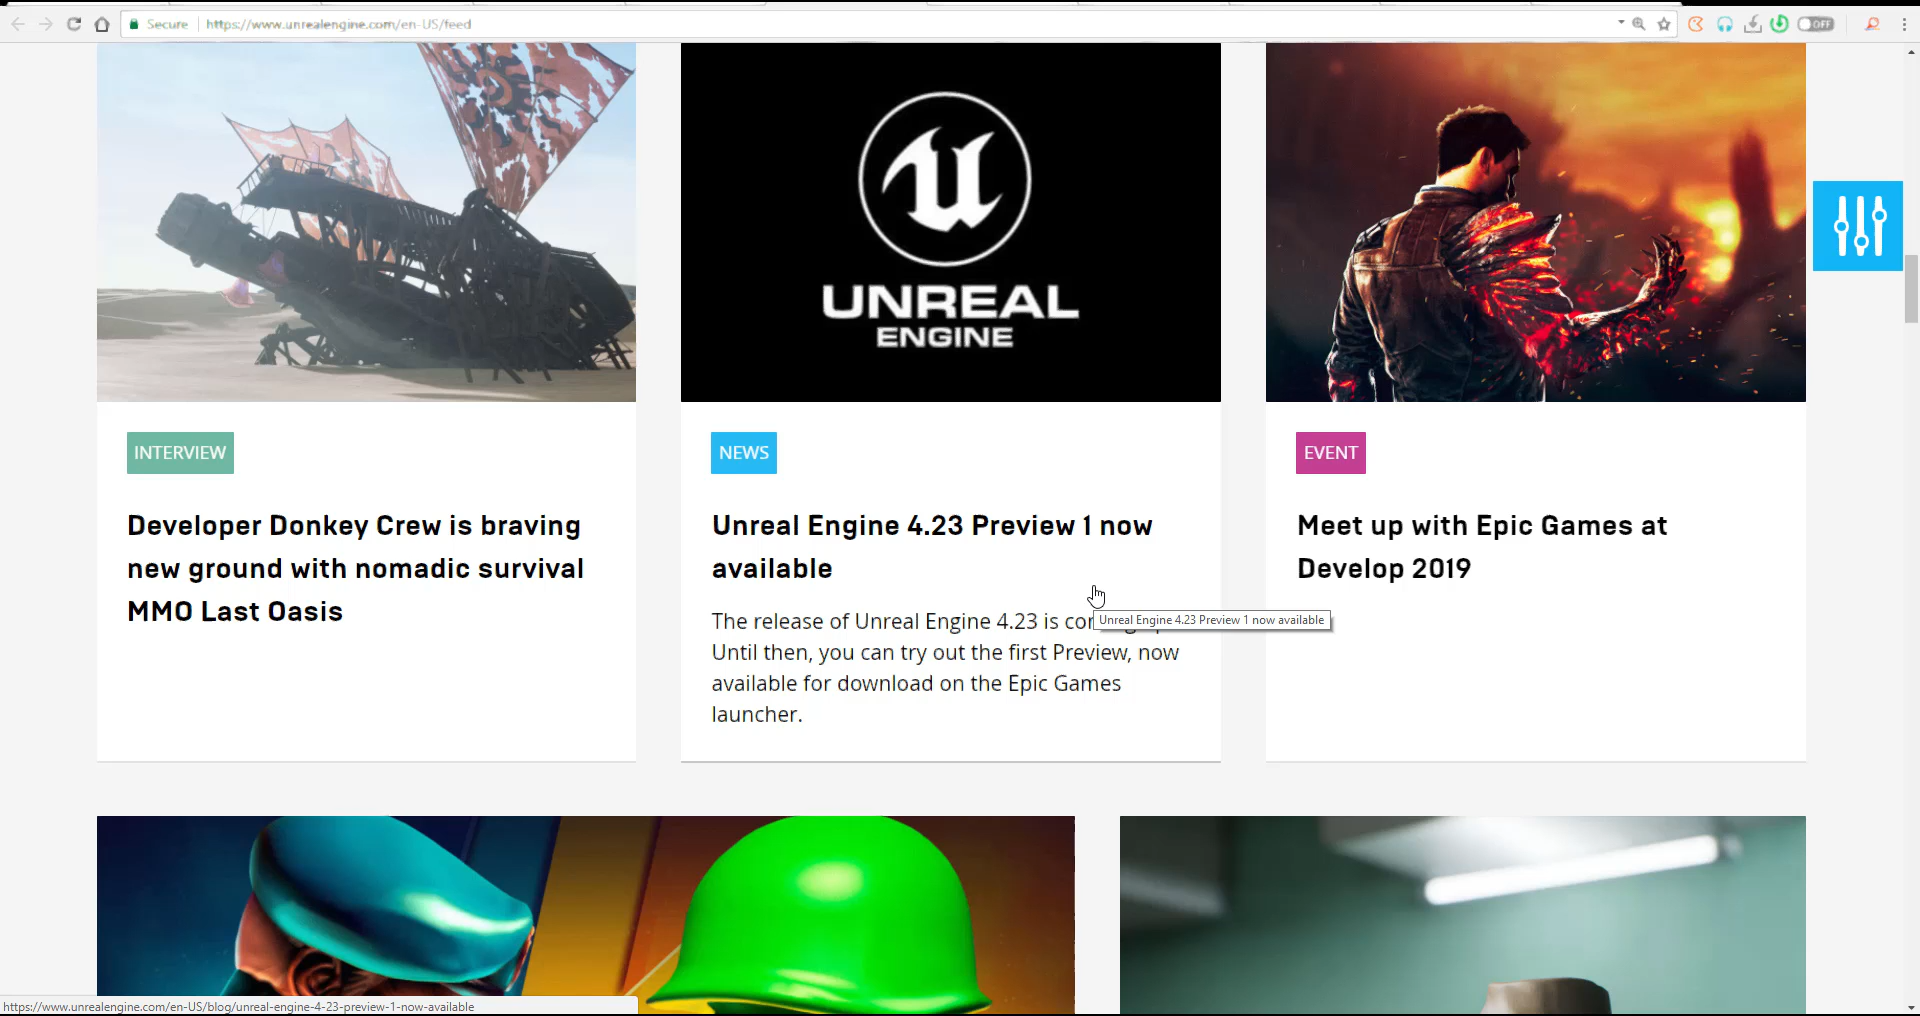 Secure https://www.unrealengine.com/en-US/feed
OFF
UNREAL
ENGINE
INTERVIEW
Developer Donkey Crew is braving
new ground with nomadic survival
MMO Last Oasis
NEWS
Unreal Engine 4.23 Preview 1 now
available
The release of Unreal Engine 4.23 is
Until then, you can try out the first Preview, now
available for download on the Epic Games
launcher.
Unreal Engine 4.23 Preview 1 now available
EVENT
Meet up with Epic Games at
Develop 2019
https://www.unrealengine.com/en-US/blog/unreal-engine-4-23-preview-1-now-available